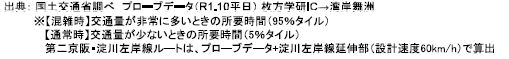 出典: 国土交通省調べ プローブデータ(R1.10平日) 枚方学研IC→湾岸舞洲
※【混雑時】交通量が非常に多いときの所要時間(95%タイル)
【通常時】交通量が少ないときの所要時間(5%タイル)
第二京阪・淀川左岸線ルートは、プローブデータ+淀川左岸線延伸部(設計速度60km/h)で算出